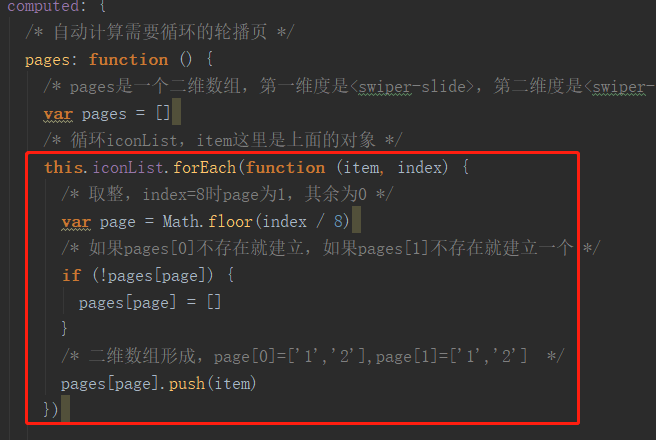 computed: {
/* 自动计算需要循环的轮播页 */
pages: function () {
/* pages是一个二维数组，第一维度是<swiper-slide>，第二维度是<swiper-
var pages = []
/* 循环iconList，item这里是上面的对象 */
this.iconList.forEach(function (item, index) {
/* 取整，index=8时page为1，其余为0 */
var page = Math.floor(index / 8)
/* 如果pages[0]不存在就建立，如果pages[1]不存在就建立一个 */
if (!pages[page]) {
pages[page] = []
}
/* 二维数组形成，page[0]=['1','2'],page[1]=['1','2']  */
pages[page].push(item)
})